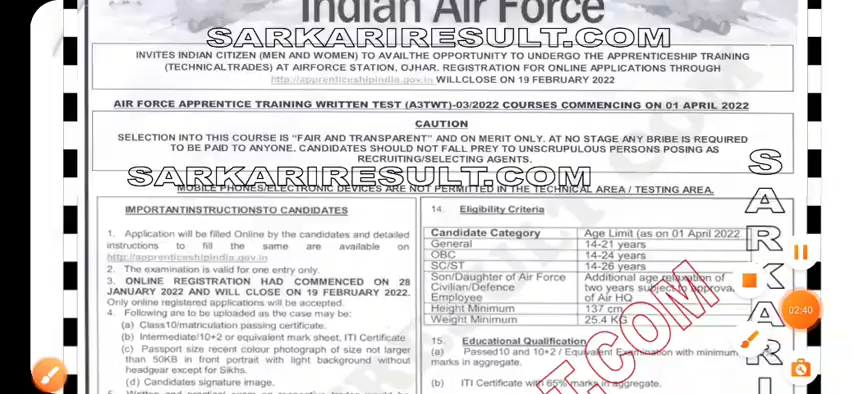 Indian Air Force
SARKARIRESULT.COM
INVITES INDIAN CITIZEN (MEN AND WOMEN) TO AVAILTHE OPPORTUNITY TO UNDERGO THE APPRENTICESHIP TRAINING
(TECHNICALTRADES) AT AIRFORCE STATION, OJHAR. REGISTRATION FOR ONLINE APPLICATIONS THROUGH
http://apprenticeshipindia.gov.in WILLCLOSE ON 19 FEBRUARY 2022
AIR FORCE APPRENTICE TRAINING WRITTEN TEST (A3TWT)-03/2022 COURSES COMMENCING ON 01 APRIL 2022
CAUTION
SELECTION INTO THIS COURSE IS "FAIR AND TRANSPARENT" AND ON MERIT ONLY. AT NO STAGE ANY BRIBE IS REQUIRED
TO BE PAID TO ANYONE. CANDIDATES SHOULD NOT FALL PREY TO UNSCRUPULOUS PERSONS POSING AS
RECRUITING/SELECTING AGENTS.
SARKARIRESULT.COM
MOBILE PHONES/ELECTRONIC DEVICES ARE NOT PERMITTED IN THE TECHNICAL AREA / TESTING AREA.
IMPORTANTINSTRUCTIONSTO CANDIDATES
1. Application will be filled Online by the candidates and detailed
instructions to fill the same are available on
http://apprenticeshipindia.gov.in
2. The examination is valid for one entry only.
3. ONLINE REGISTRATION HAD COMMENCED ON 28
JANUARY 2022 AND WILL CLOSE ON 19 FEBRUARY 2022.
Only online registered applications will be accepted.
4. Following are to be uploaded as the case may be:
(a) Class10/matriculation passing certificate.
(b) Intermediate/10+2 or equivalent mark sheet, ITI Certificate
(c) Passport size recent colour photograph of size not larger
than 50KB in front portrait with light background without
headgear except for Sikhs.
(d) Candidates signature image.
14. Eligibility Criteria
Candidate Category Age Limit (as on 01 April 2022
General 14-21 years
OBC 14-24 years
SC/ST 14-26 years
Son/Daughter of Air Force Additional age relaxation of
Civilian/Defence two years subject to approva
Employee of Air HQ
Height Minimum 137 cm
Weight Minimum 25.4 KG
15. Educational Qualification
(a) Passed10 and 10+2 / Equivalent Examination with minimum
marks in aggregate.
(b) ITI Certificate with 65% marks in aggregate.
SARKARI
T.COM
02:40